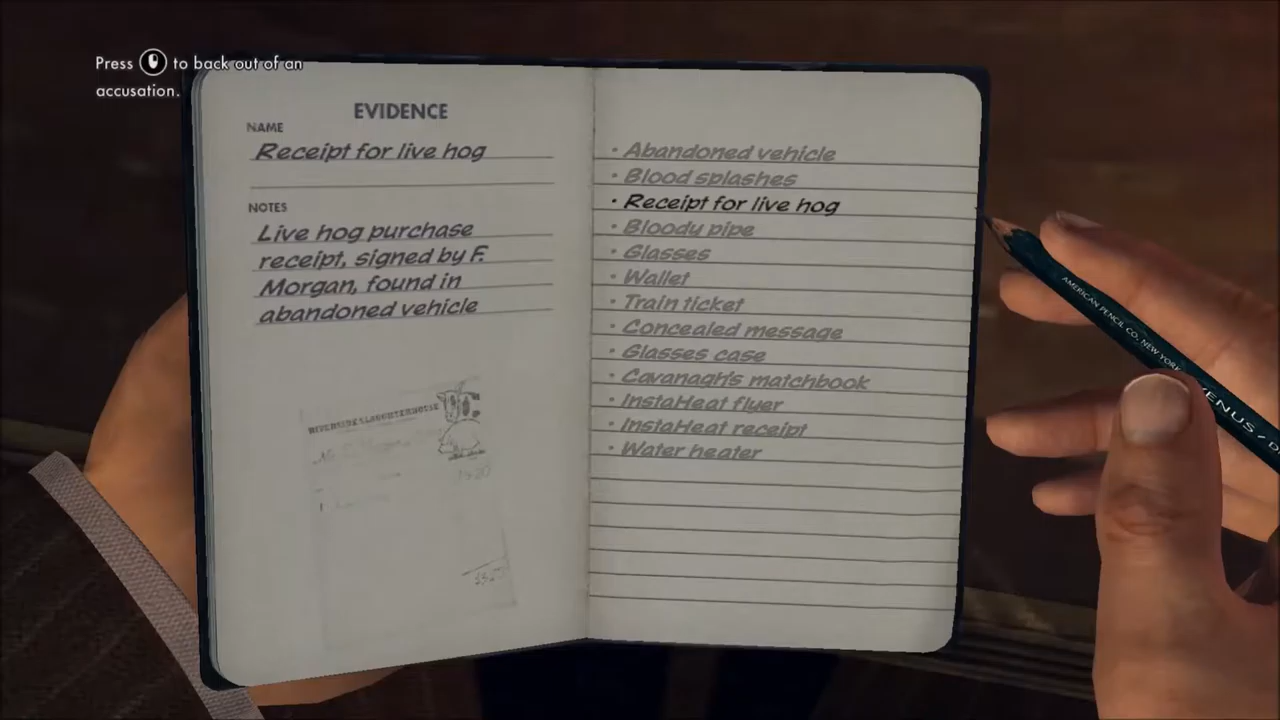 Press to back out of an
accusation.
EVIDENCE
NAME
Receipt for live hog
NOTES
Live hog purchase
receipt, signed by F.
Morgan, found in
abandoned vehicle
RIVERSIDE SLAUGHTERHOUSE
• Abandoned vehicle
• Blood splashes
• Receipt for live hog
• Bloody pipe
• Glasses
• Wallet
• Train ticket
• Concealed message
• Glasses case
• Cavanagh's matchbook
• InstaHeat flyer
• InstaHeat receipt
• Water heater
AMERICAN PENCIL CO, NEW YORK
VENUS